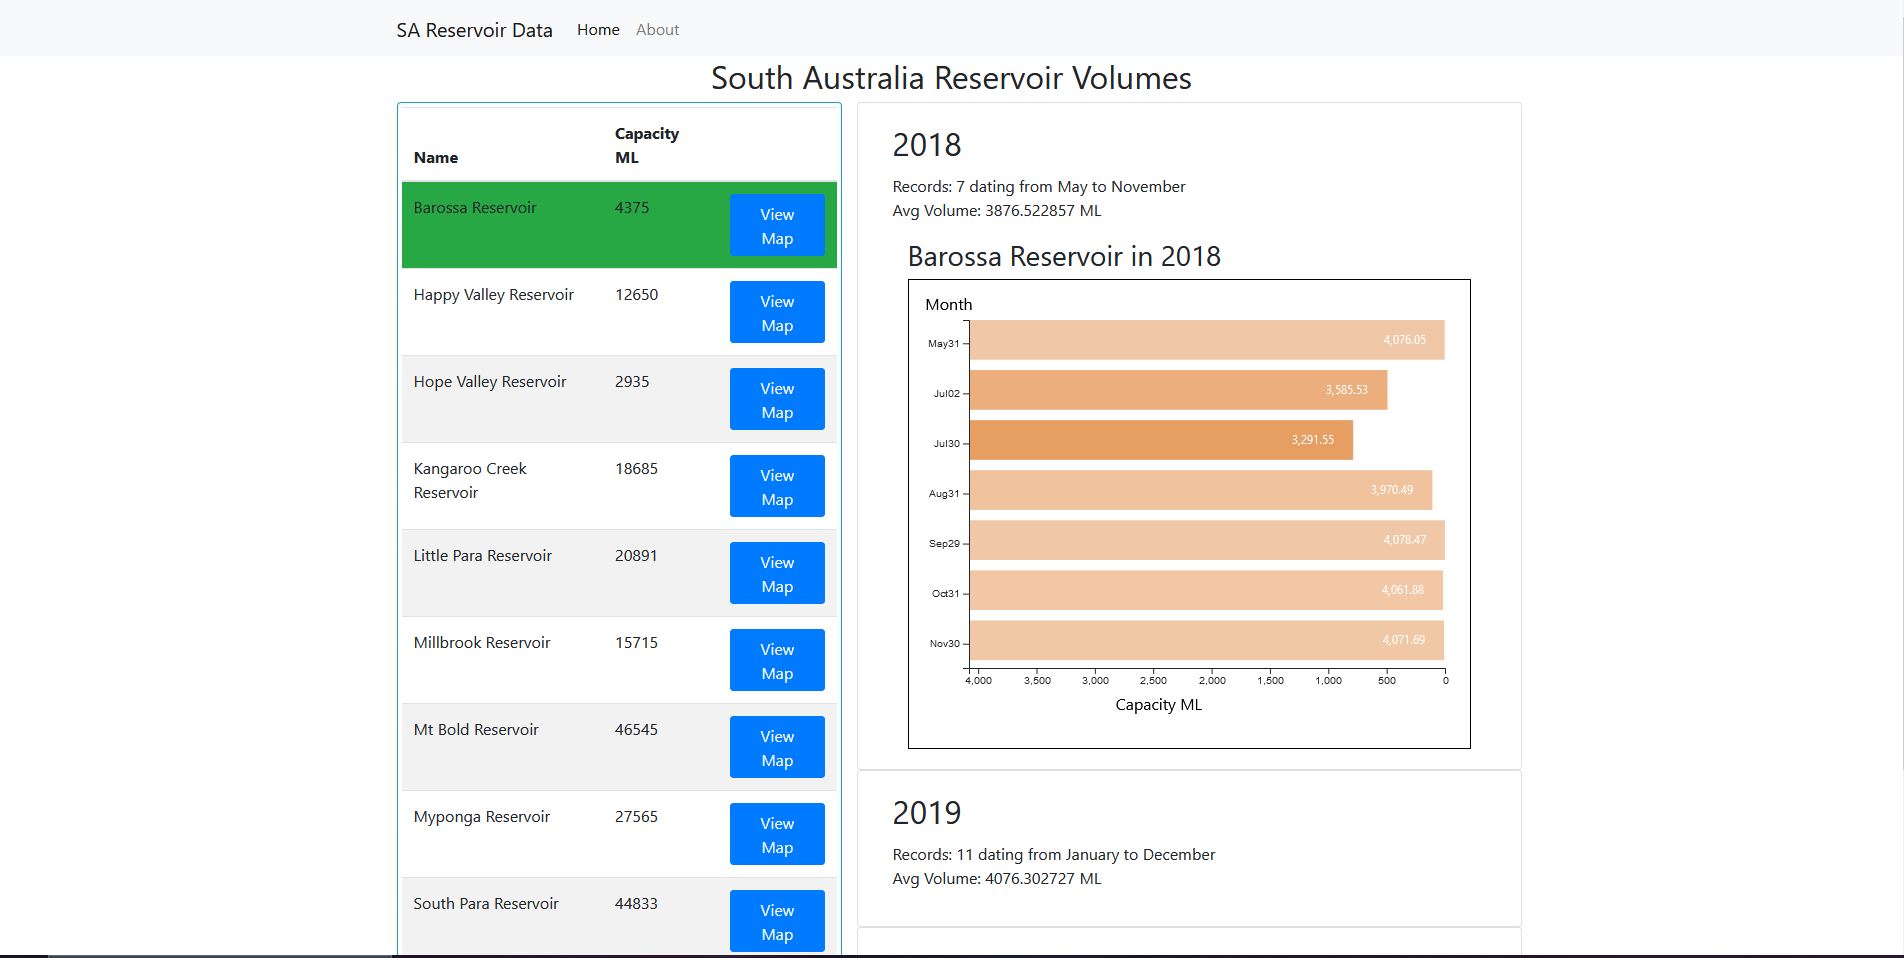 SA Reservoir Data Home About
South Australia Reservoir Volumes
Name
Capacity
ML
Barossa Reservoir 4375 View
Map
Happy Valley Reservoir 12650 View
Map
Hope Valley Reservoir 2935 View
Map
Kangaroo Creek 18685 View
Reservoir Map
Little Para Reservoir 20891 View
Map
Millbrook Reservoir 15715 View
Map
Mt Bold Reservoir 46545 View
Map
Myponga Reservoir 27565 View
Map
South Para Reservoir 44833 View
Map
2018
Records: 7 dating from May to November
Avg Volume: 3876.522857 ML
Barossa Reservoir in 2018
Month
May31 4,076.05
Jul02 3,585.53
Jul30 3,291.55
Aug31 3,970.49
Sep29 4,078.47
Oct31 4,061.88
Nov30 4,071.69
4,000 3,500 3,000 2,500 2,000 1,500 1,000 500 0
Capacity ML
2019
Records: 11 dating from January to December
Avg Volume: 4076.302727 ML